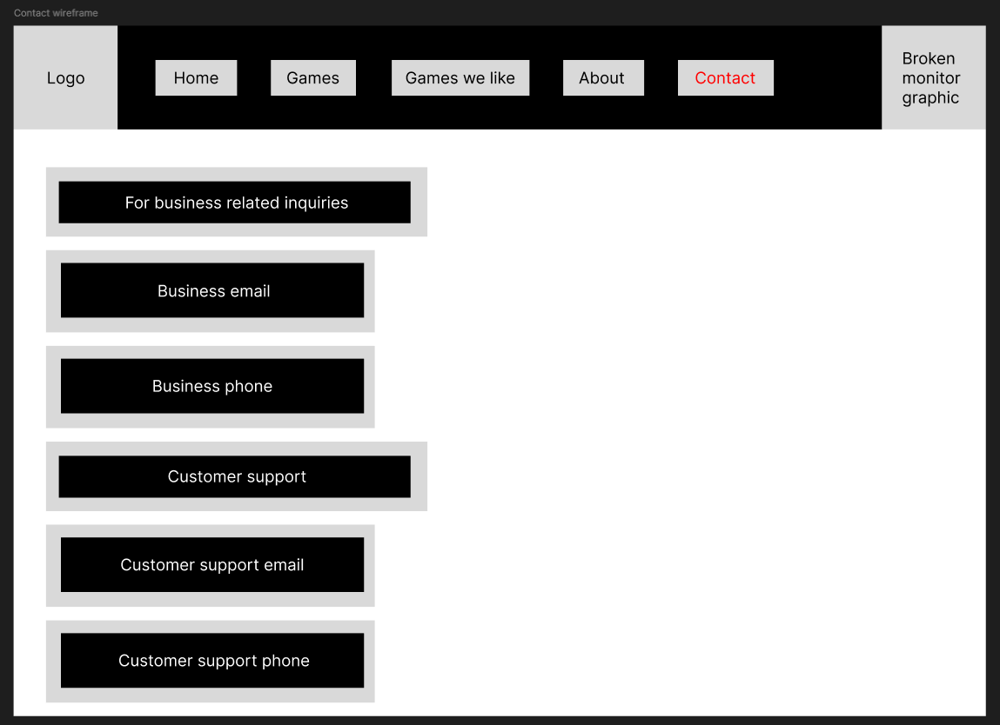 Contact wireframe
Logo
Home
Games
Games we like
About
Contact
Broken
monitor
graphic
For business related inquiries
Business email
Business phone
Customer support
Customer support email
Customer support phone